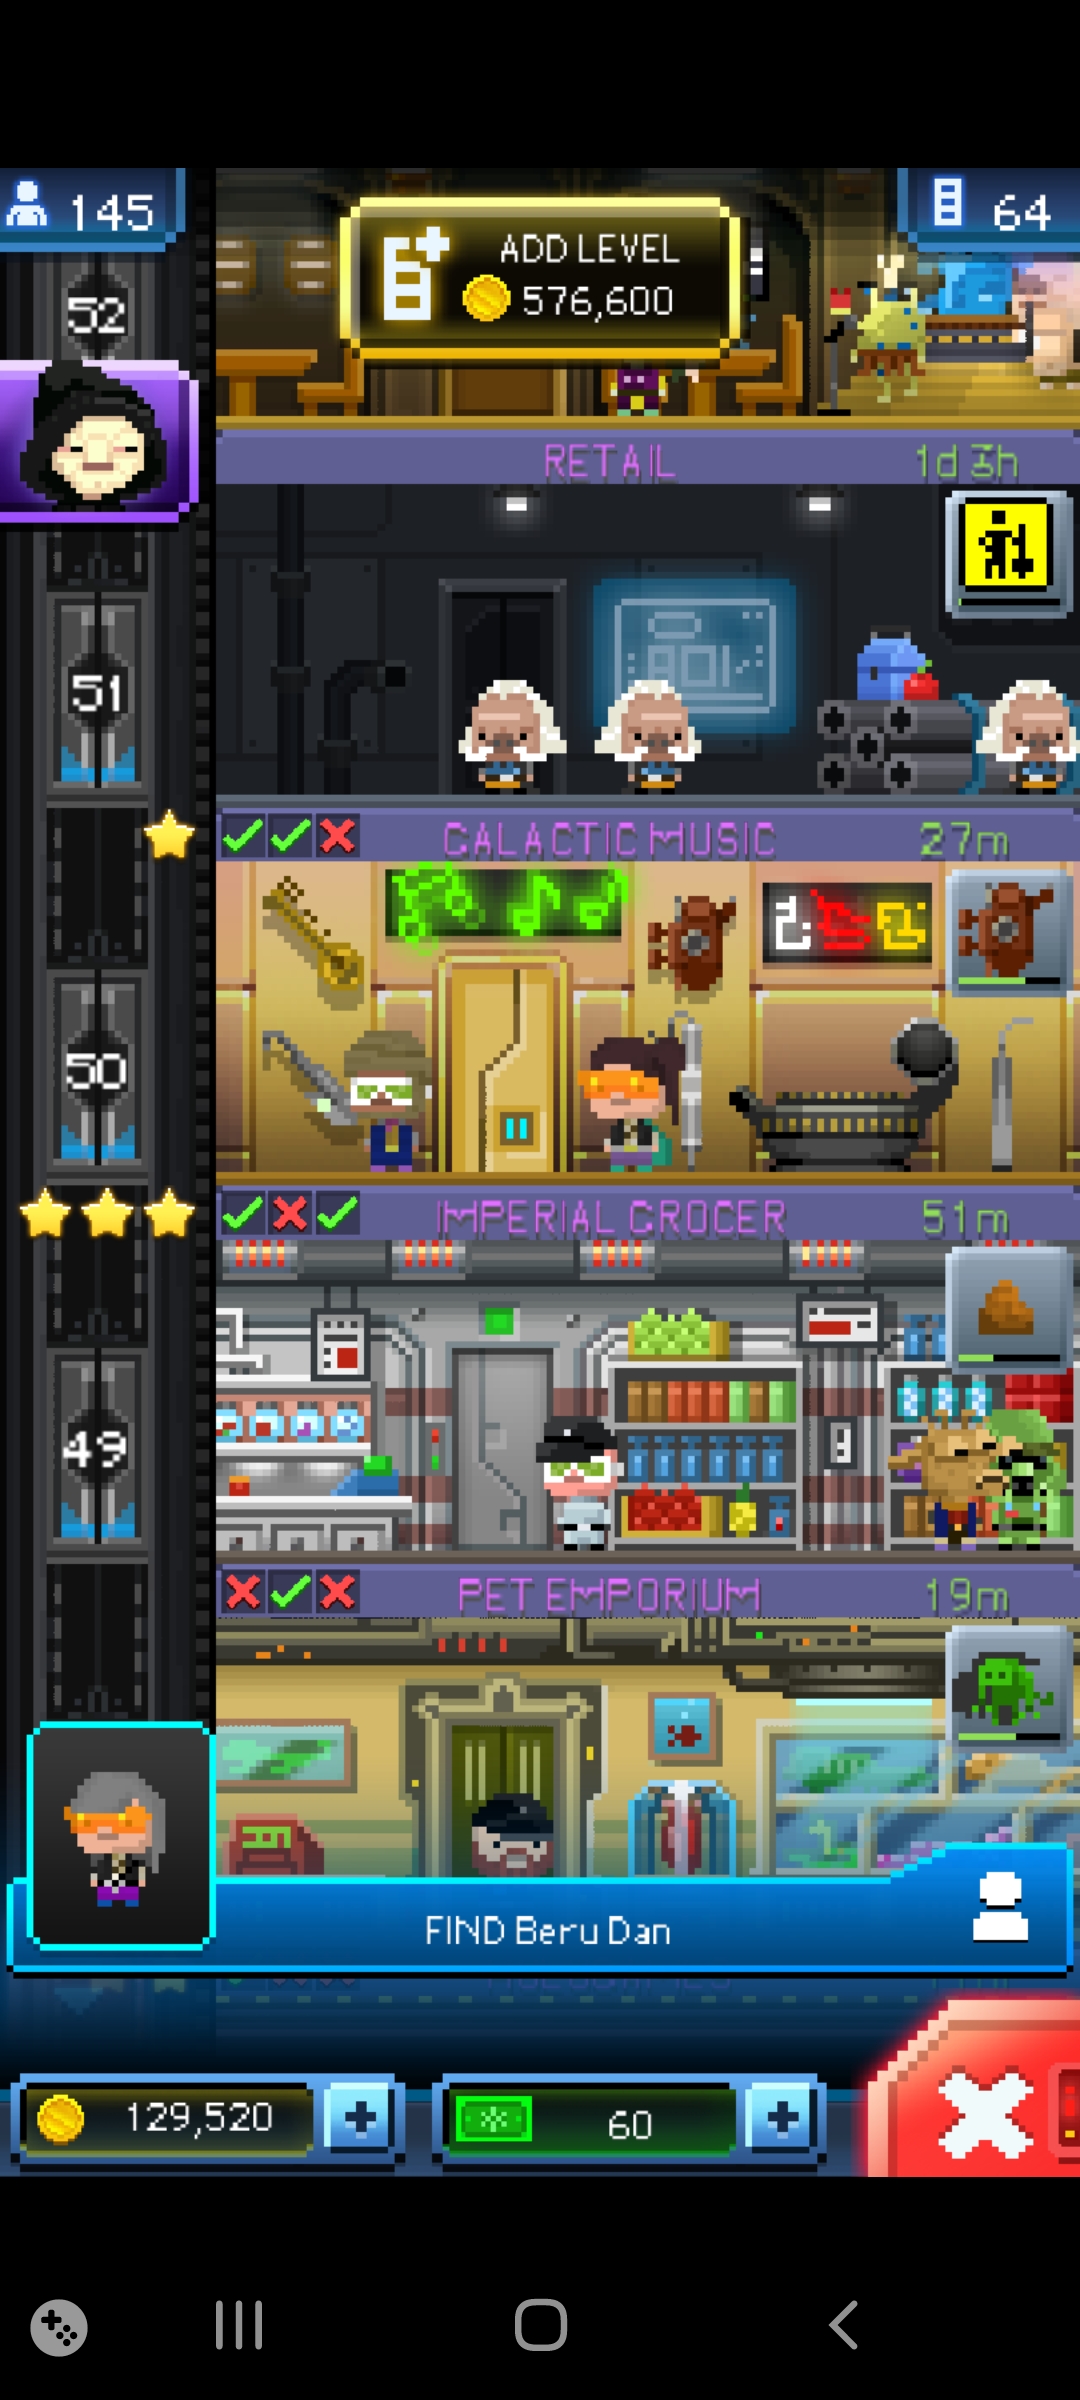 145
ADD LEVEL
576,600
64
52
RETAIL 1d 3h
51
GALACTIC MUSIC 27m
50
IMPERIAL GROCER 51m
49
PET EMPORIUM 19m
FIND Beru Dan
129,520
60